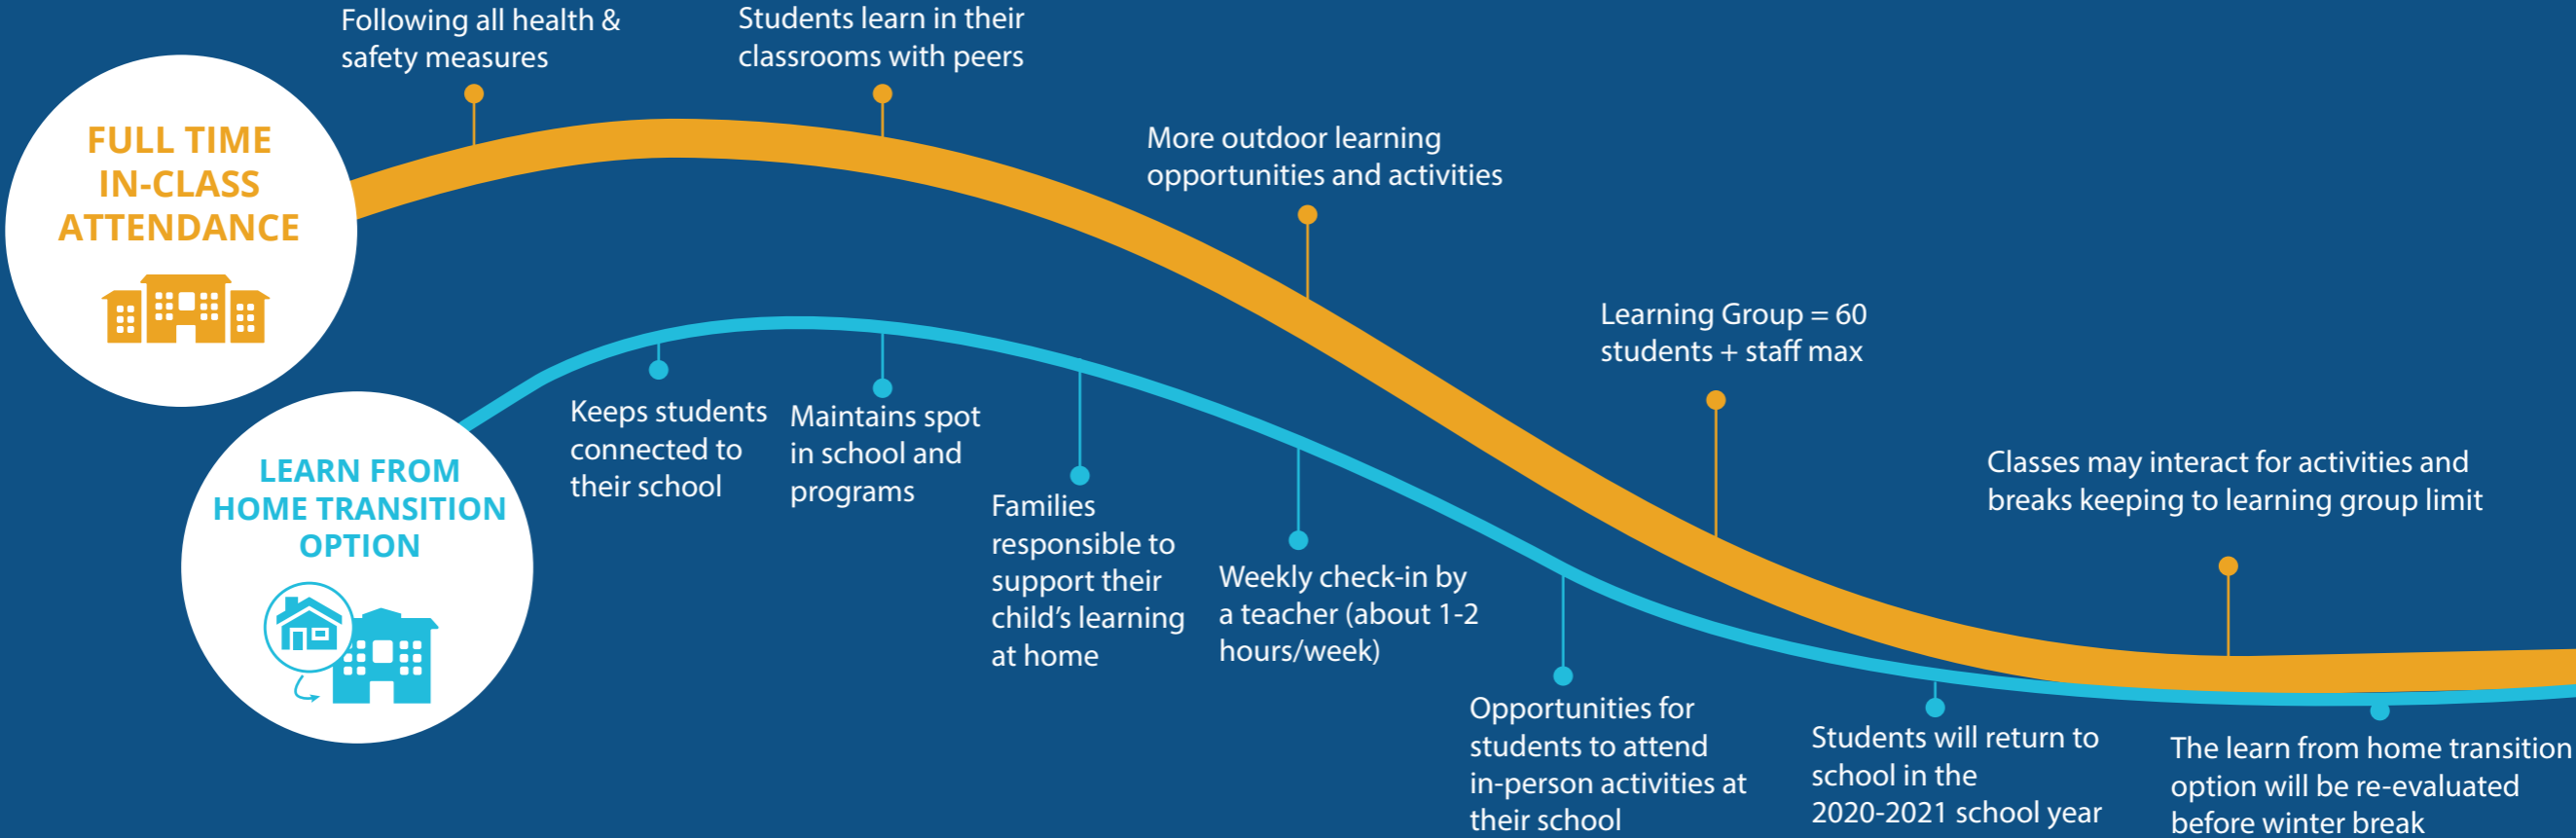 Following all health &
safety measures
Students learn in their
classrooms with peers
FULL TIME
IN-CLASS
ATTENDANCE
More outdoor learning
opportunities and activities
Learning Group = 60
students + staff max
Classes may interact for activities and
breaks keeping to learning group limit
LEARN FROM
HOME TRANSITION
OPTION
Keeps students
connected to
their school
Maintains spot
in school and
programs
Families
responsible to
support their
child’s learning
at home
Weekly check-in by
a teacher (about 1-2
hours/week)
Opportunities for
students to attend
in-person activities at
their school
Students will return to
school in the
2020-2021 school year
The learn from home transition
option will be re-evaluated
before winter break